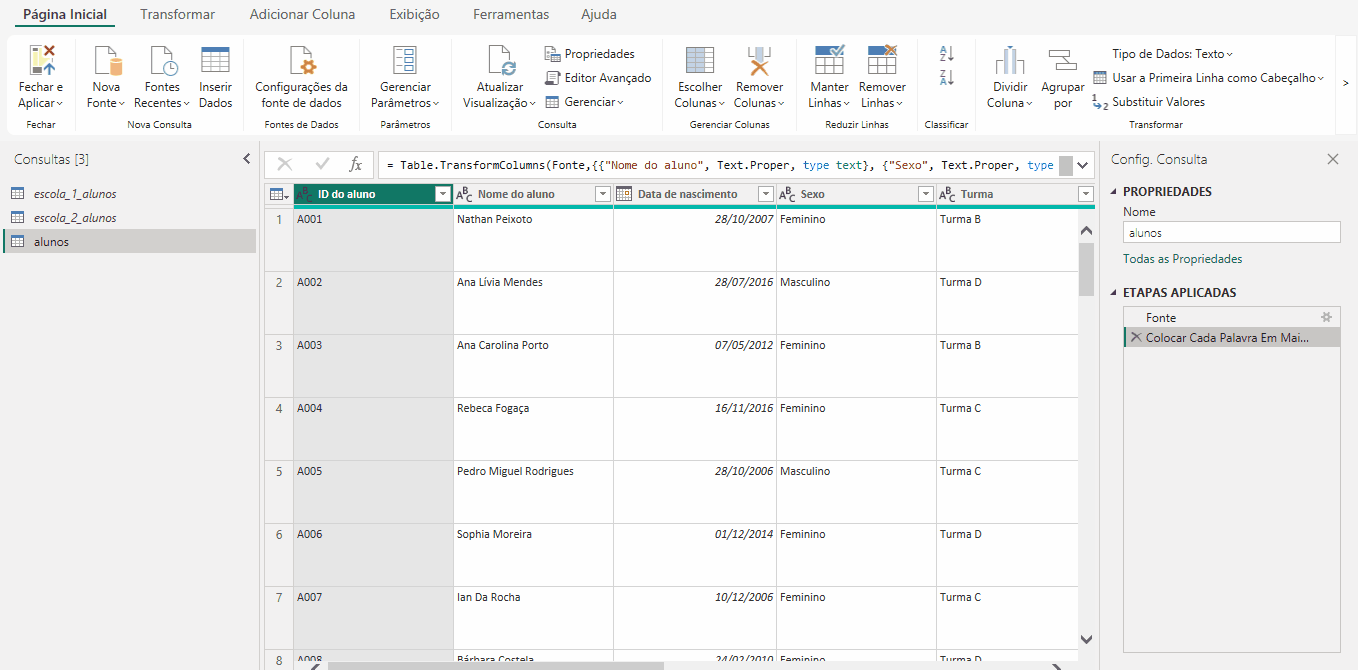 Página Inicial Transformar Adicionar Coluna Exibição Ferramentas Ajuda
Fechar e Aplicar
Fechar
Nova Fonte
Fontes Recentes
Inserir Dados
Nova Consulta
Configurações da fonte de dados
Fontes de Dados
Gerenciar Parâmetros
Parâmetros
Atualizar Visualização
Propriedades
Editor Avançado
Gerenciar
Consulta
Escolher Colunas
Remover Colunas
Gerenciar Colunas
Manter Linhas
Remover Linhas
Reduzir Linhas
A Z
Z A
Classificar
Dividir Coluna
Agrupar por
Tipo de Dados: Texto
Usar a Primeira Linha como Cabeçalho
1 2 Substituir Valores
Transformar
Consultas [3]
escola_1_alunos
escola_2_alunos
alunos
fx
= Table.TransformColumns(Fonte,{{"Nome do aluno", Text.Proper, type text}, {"Sexo", Text.Proper, type
ABC ID do aluno ABC Nome do aluno Data de nascimento ABC Sexo ABC Turma
1 A001 Nathan Peixoto 28/10/2007 Feminino Turma B
2 A002 Ana Lívia Mendes 28/07/2016 Masculino Turma D
3 A003 Ana Carolina Porto 07/05/2012 Feminino Turma B
4 A004 Rebeca Fogaça 16/11/2016 Feminino Turma C
5 A005 Pedro Miguel Rodrigues 28/10/2006 Masculino Turma C
6 A006 Sophia Moreira 01/12/2014 Feminino Turma D
7 A007 Ian Da Rocha 10/12/2006 Feminino Turma C
8 A008 Bárbara Costela 24/02/2010 Feminino Turma D
Config. Consulta
PROPRIEDADES
Nome
alunos
Todas as Propriedades
ETAPAS APLICADAS
Fonte
Colocar Cada Palavra Em Mai...